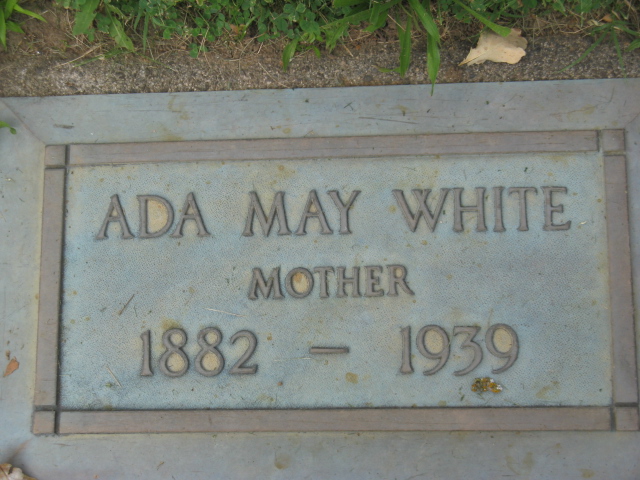 ADA MAY WHITE
MOTHER
1882 – 1939